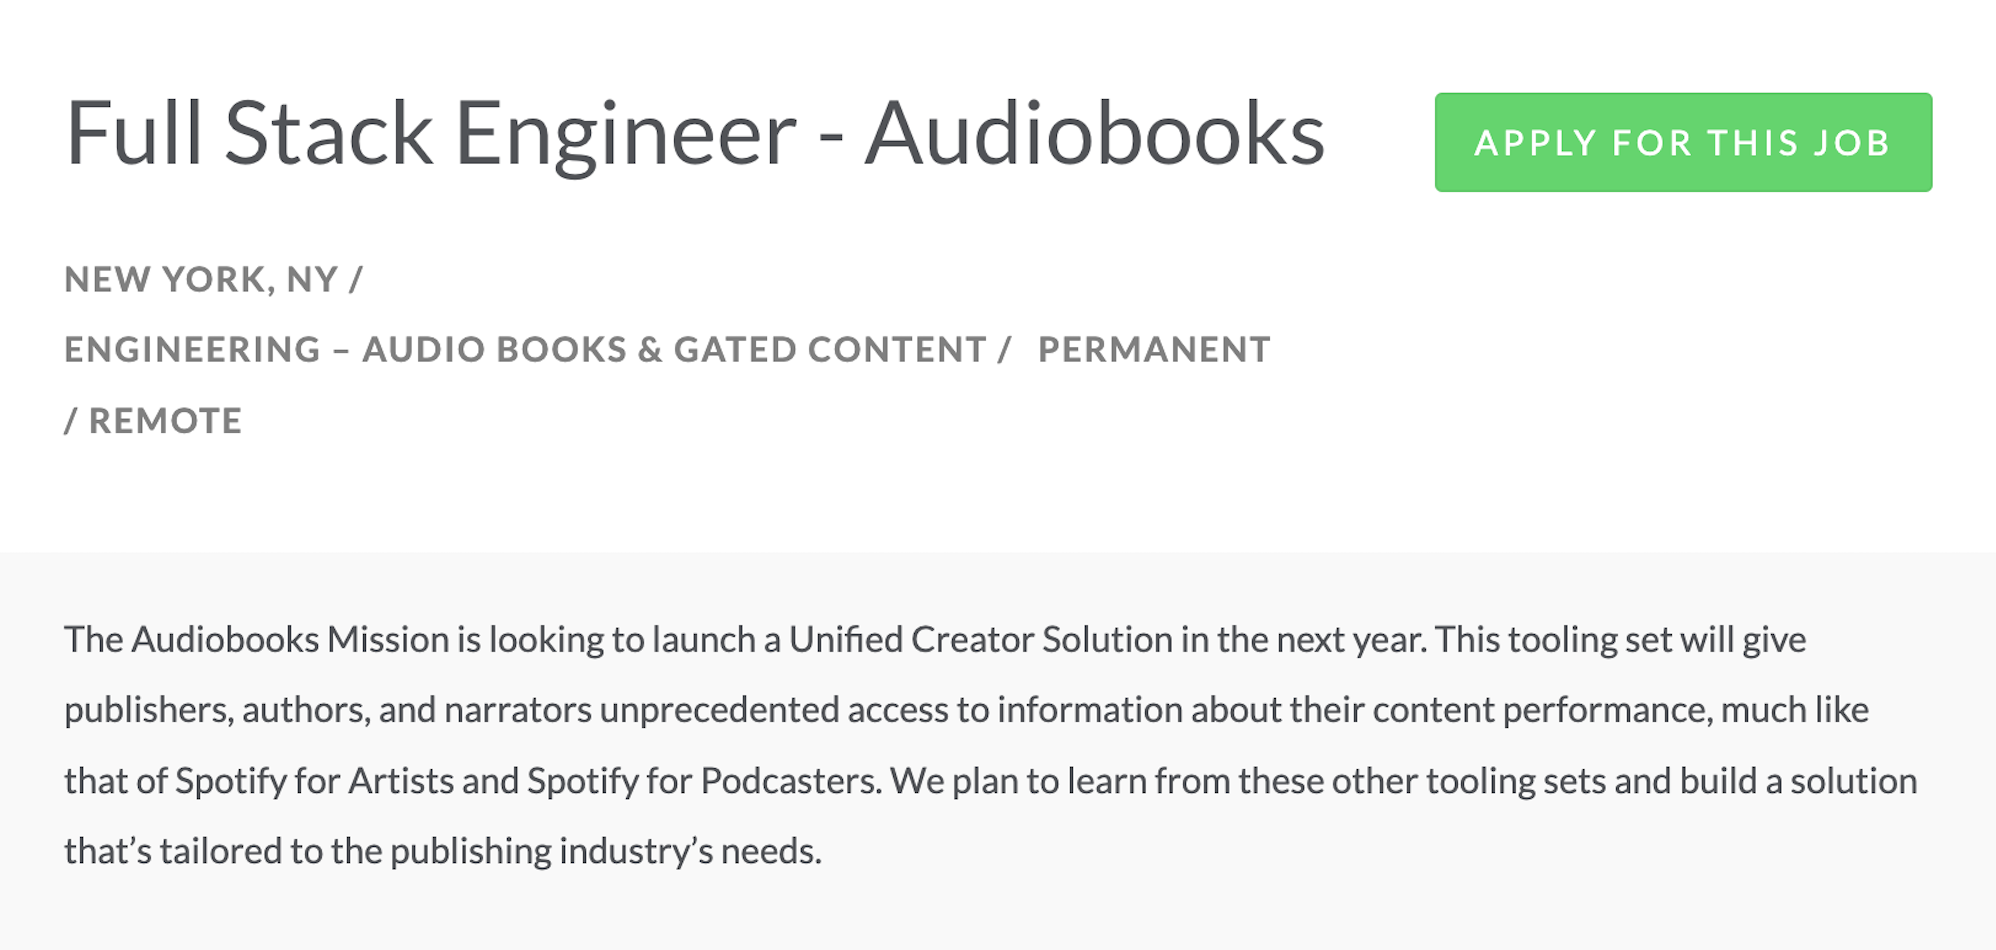 Full Stack Engineer - Audiobooks
APPLY FOR THIS JOB
NEW YORK, NY /
ENGINEERING – AUDIO BOOKS & GATED CONTENT / PERMANENT
/ REMOTE
The Audiobooks Mission is looking to launch a Unified Creator Solution in the next year. This tooling set will give
publishers, authors, and narrators unprecedented access to information about their content performance, much like
that of Spotify for Artists and Spotify for Podcasters. We plan to learn from these other tooling sets and build a solution
that’s tailored to the publishing industry’s needs.